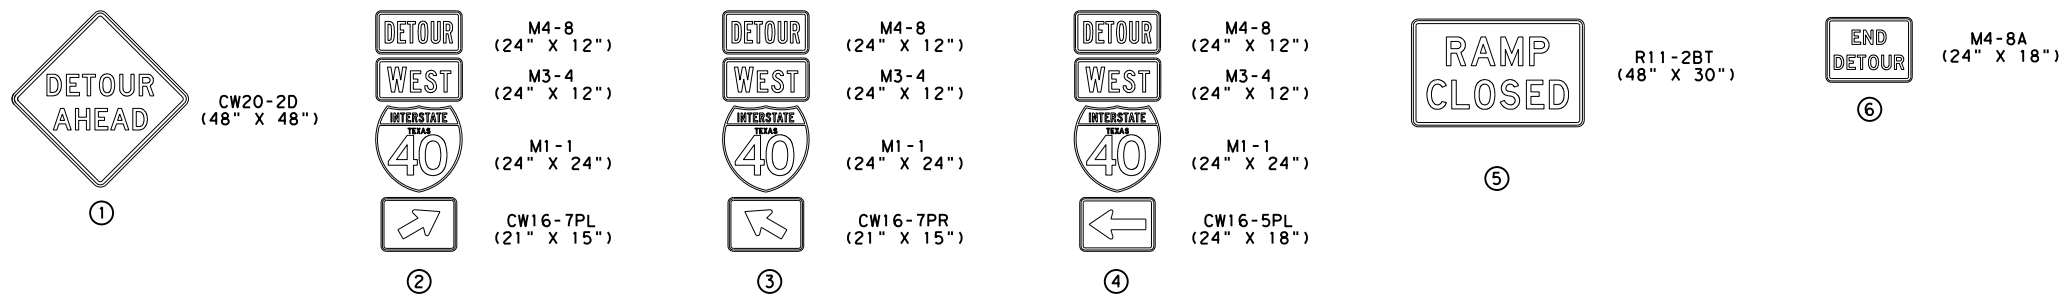 DETOUR
AHEAD
CW20-2D
(48" X 48")
1
DETOUR
M4-8
(24" X 12")
WEST
M3-4
(24" X 12")
INTERSTATE
TEXAS
40
M1-1
(24" X 24")
CW16-7PL
(21" X 15")
2
DETOUR
M4-8
(24" X 12")
WEST
M3-4
(24" X 12")
INTERSTATE
TEXAS
40
M1-1
(24" X 24")
CW16-7PR
(21" X 15")
3
DETOUR
M4-8
(24" X 12")
WEST
M3-4
(24" X 12")
INTERSTATE
TEXAS
40
M1-1
(24" X 24")
CW16-5PL
(24" X 18")
4
RAMP
CLOSED
R11-2BT
(48" X 30")
5
END
DETOUR
M4-8A
(24" X 18")
6